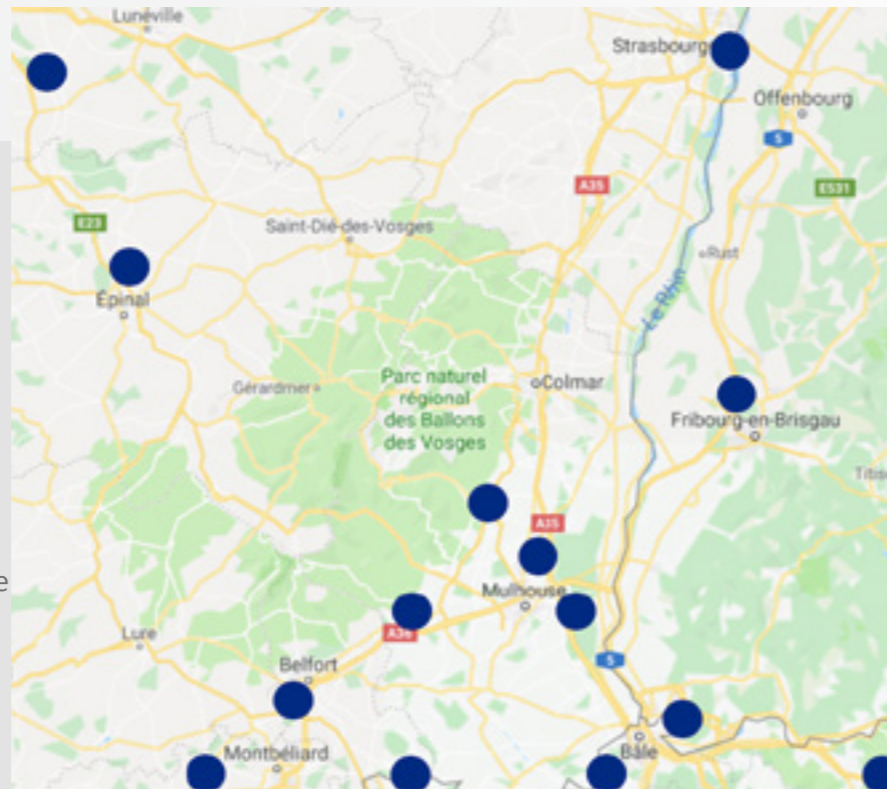 Lunéville
Strasbourg
Offenbourg
5
A35
E531
E23
Saint-Dié-des-Vosges
Rust
Le Rhin
Épinal
Gérardmer
Parc naturel
régional
des Ballons
des Vosges
Colmar
Fribourg-en-Brisgau
A35
Mulhouse
e
A36
Lure
Belfort
5
Montbéliard
Bâle